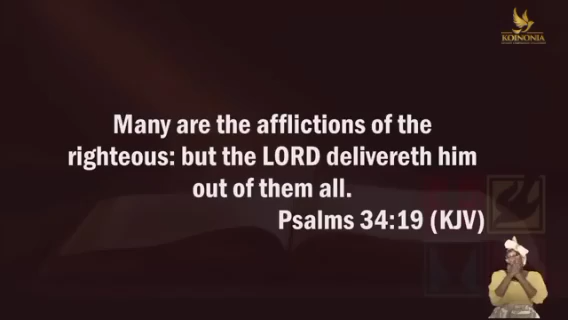 KOINONIA
Many are the afflictions of the
righteous: but the LORD delivereth him
out of them all.
Psalms 34:19 (KJV)